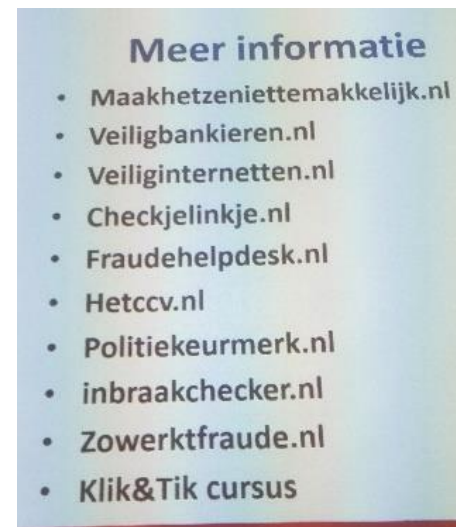 Meer informatie
• Maakhetzeniettemakkelijk.nl
• Veiligbankieren.nl
• Veiliginternetten.nl
• Checkjelinkje.nl
• Fraudehelpdesk.nl
• Hetccv.nl
• Politiekeurmerk.nl
• inbraakchecker.nl
• Zowerktfraude.nl
• Klik&Tik cursus